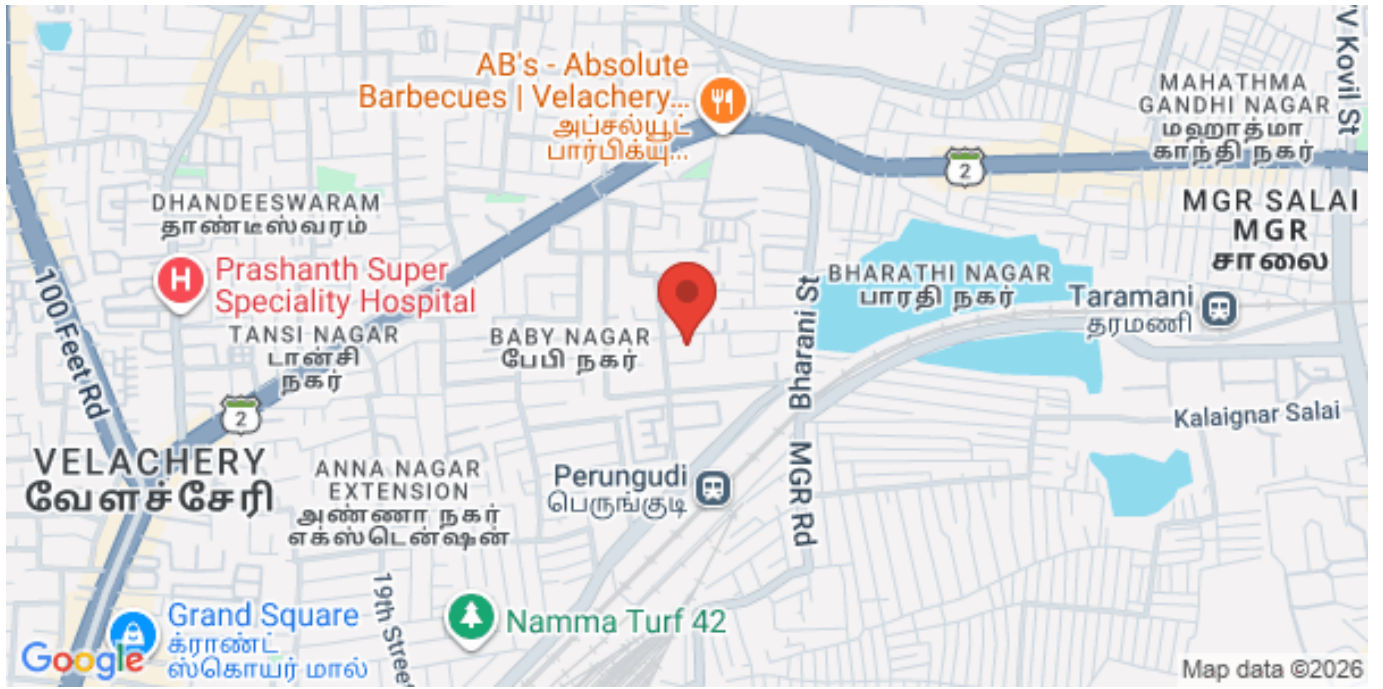 AB's - Absolute
Barbecues | Velachery...
அப்சல்யூட்
பார்பிக்யு...
2
MAHATHMA
GANDHI NAGAR
மஹாத்மா
காந்தி நகர்
V Kovil St
DHANDEESWARAM
தாண்டீஸ்வரம்
MGR SALAI
MGR
சாலை
H
Prashanth Super
Speciality Hospital
100 Feet Rd
TANSI NAGAR
டான்சி
நகர்
BABY NAGAR
பேபி நகர்
BHARATHI NAGAR
பாரதி நகர்
Bharani St
Taramani
தரமணி
2
Kalaignar Salai
VELACHERY
வேளச்சேரி
ANNA NAGAR
EXTENSION
அண்ணா நகர்
எக்ஸ்டென்ஷன்
Perungudi
பெருங்குடி
MGR Rd
19th Street
Grand Square
க்ராண்ட்
ஸ்கொயர் மால்
Namma Turf 42
Google
Map data ©2026